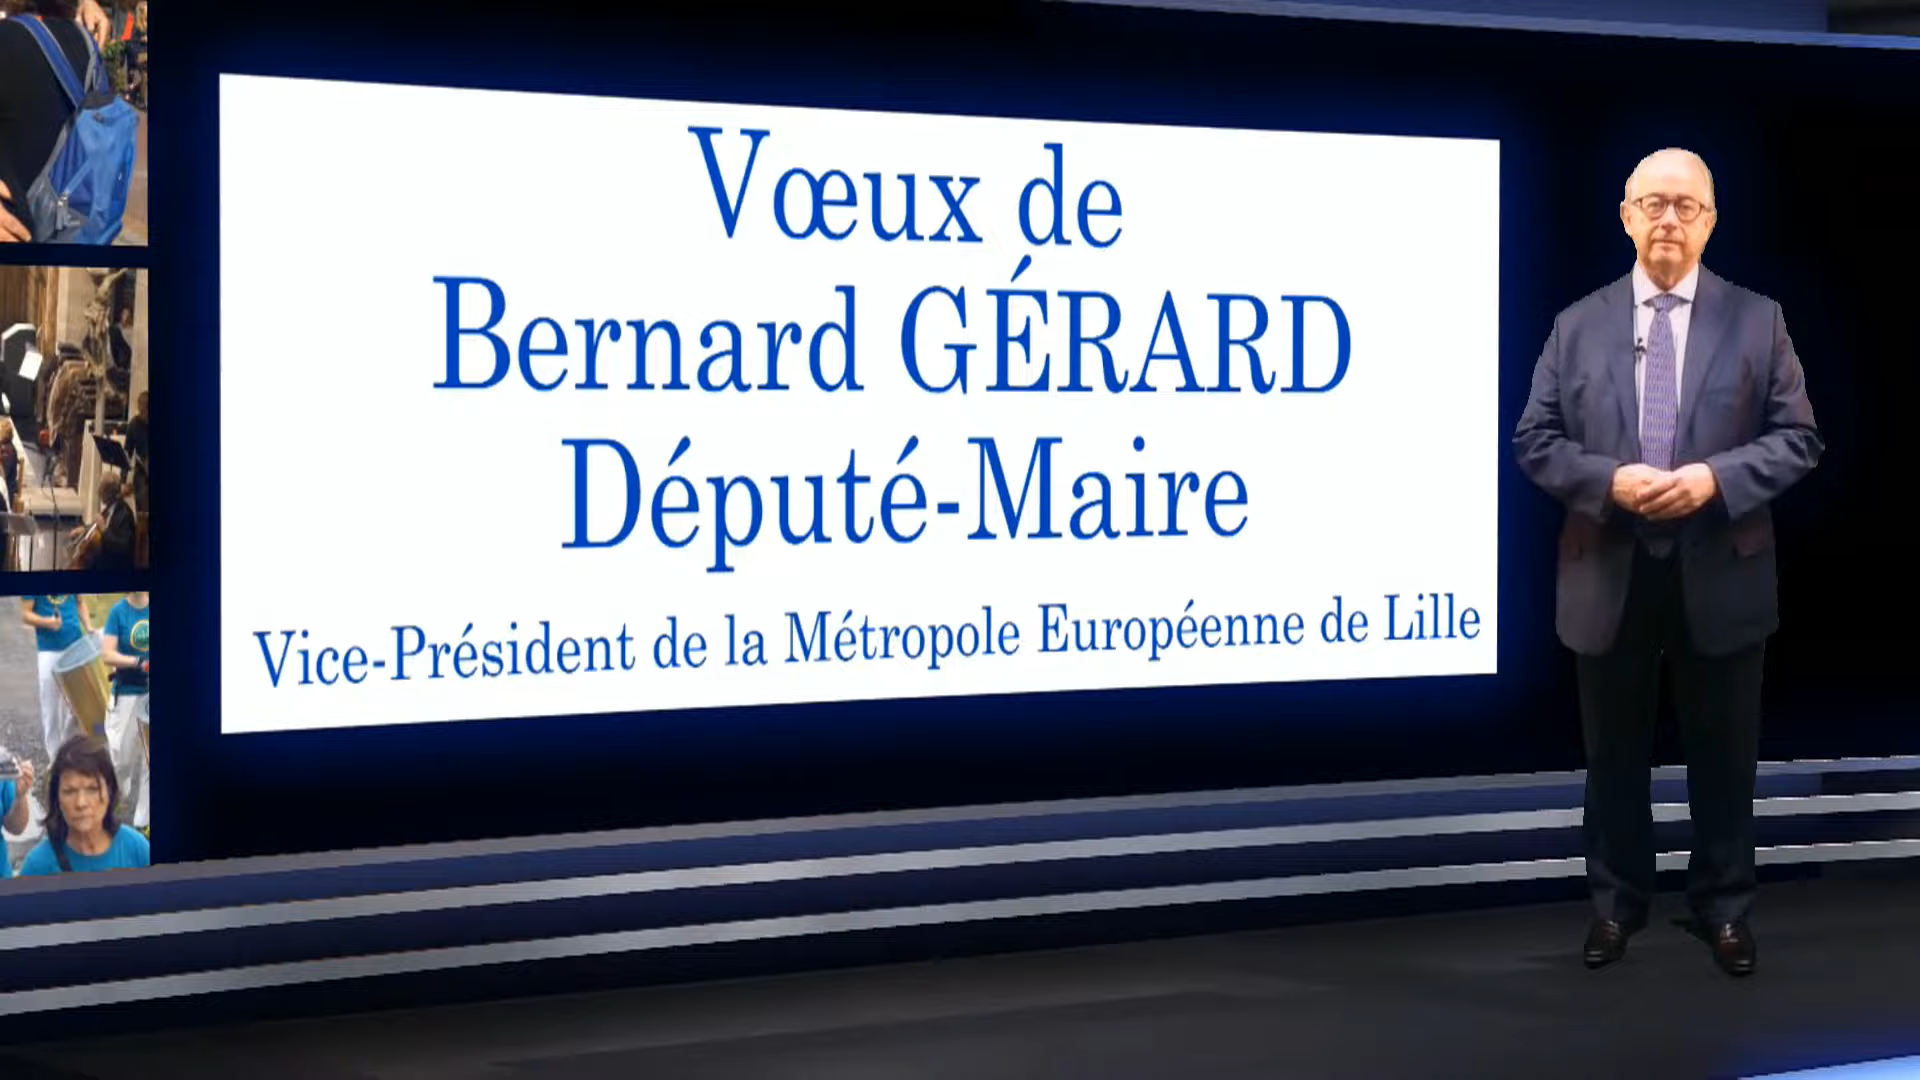 Vœux de
Bernard GÉRARD
Député-Maire
Vice-Président de la Métropole Européenne de Lille